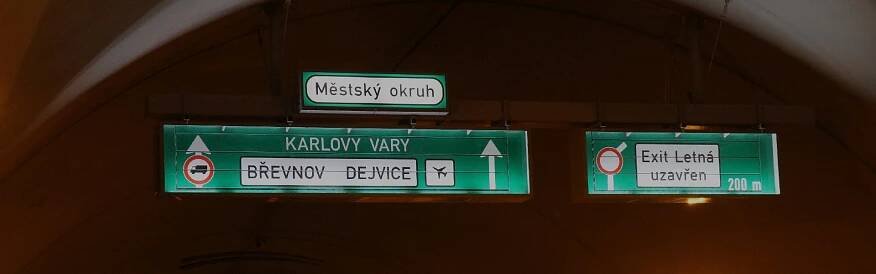 Městský okruh
KARLOVY VARY
BŘEVNOV DEJVICE
Exit Letná
uzavřen
200 m